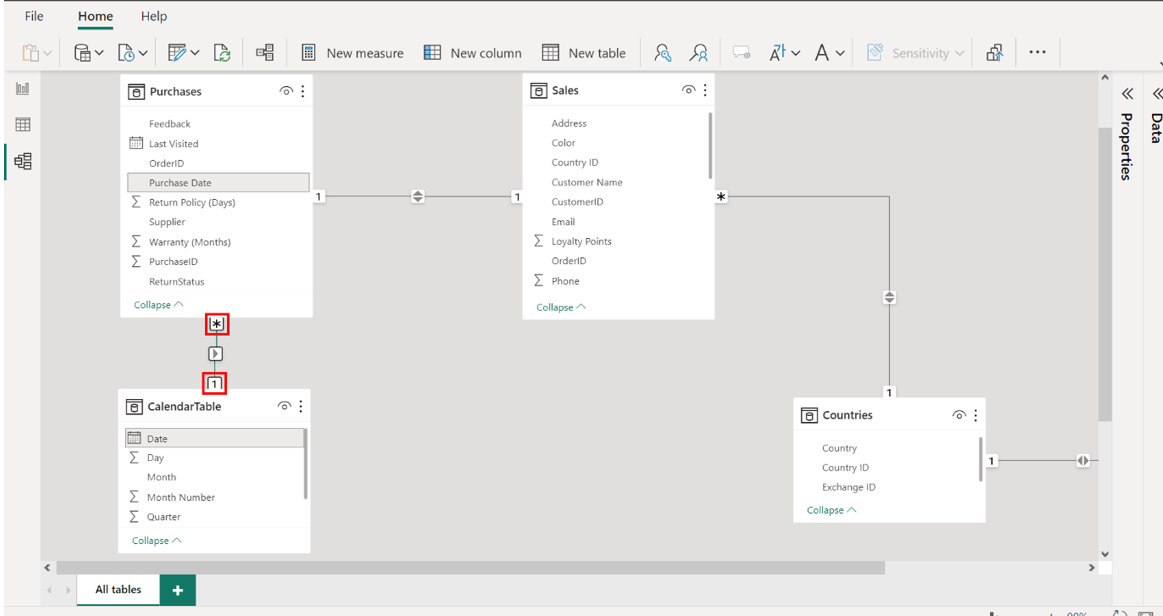 File Home Help
New measure New column New table Sensitivity
Purchases
Feedback
Last Visited
OrderID
Purchase Date
Return Policy (Days)
Supplier
Warranty (Months)
PurchaseID
ReturnStatus
Collapse
*
1
1
1
CalendarTable
Date
Day
Month
Month Number
Quarter
Collapse
Sales
Address
Color
Country ID
Customer Name
CustomerID
Email
Loyalty Points
OrderID
Phone
Collapse
*
1
Countries
Country
Country ID
Exchange ID
Collapse
1
Properties
Data
All tables